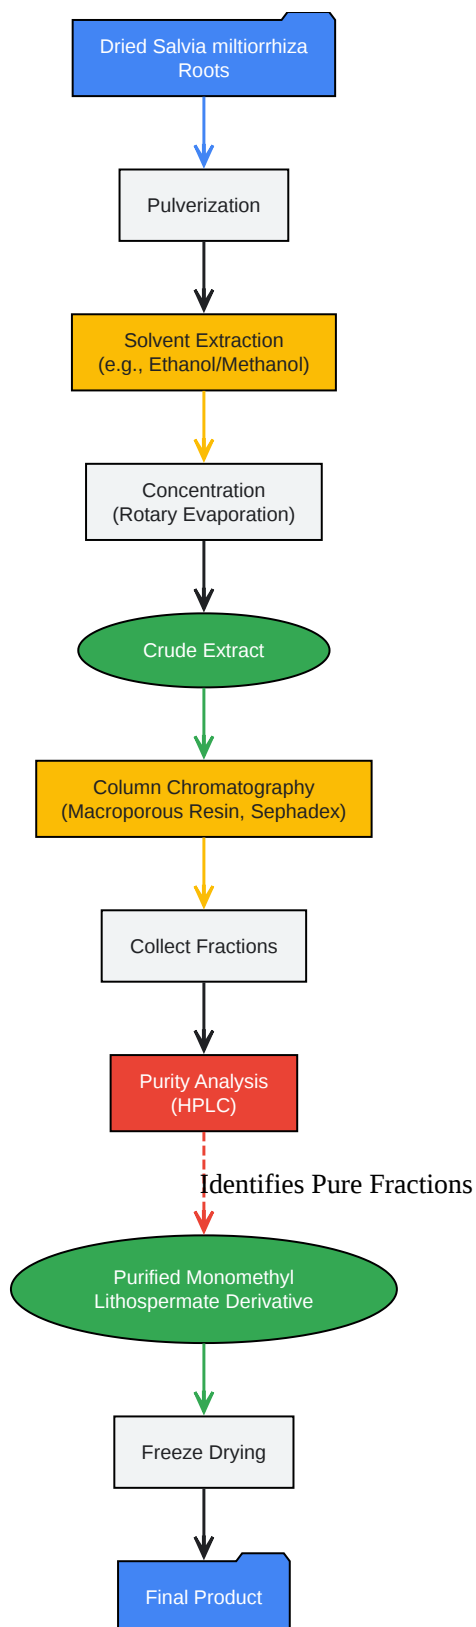 Dried Salvia miltiorrhiza
Roots
Pulverization
Solvent Extraction
(e.g., Ethanol/Methanol)
Concentration
(Rotary Evaporation)
Crude Extract
Column Chromatography
(Macroporous Resin, Sephadex)
Collect Fractions
Purity Analysis
(HPLC)
Identifies Pure Fractions
Purified Monomethyl
Lithospermate Derivative
Freeze Drying
Final Product